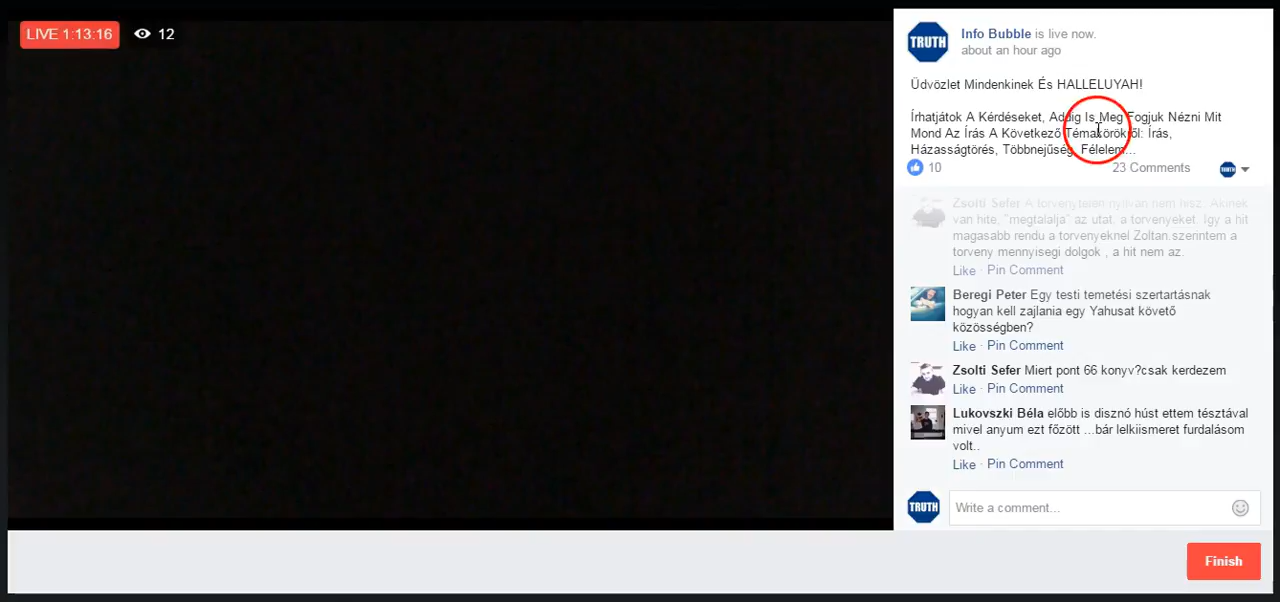 LIVE 1:13:16
12
TRUTH
Info Bubble is live now.
about an hour ago
Üdvözlet Mindenkinek És HALLELUYAH!
Írhatjátok A Kérdéseket, Addig Is Meg Fogjuk Nézni Mit
Mond Az Írás A Következő Témakörökről: Írás,
Házasságtörés, Többnejűség, Félelem...
10
23 Comments
TRUTH
Zsolti Sefer A torvenytelen nyilvan nem hisz. Akinek
van hite, "megtalalja" az utat, a torvenyeket. Igy a hit
magasabb rendu a torvenyeknel Zoltan.szerintem a
torveny mennyisegi dolgok , a hit nem az.
Like · Pin Comment
Beregi Peter Egy testi temetési szertartásnak
hogyan kell zajlania egy Yahusat követő
közösségben?
Like · Pin Comment
Zsolti Sefer Miert pont 66 konyv?csak kerdezem
Like · Pin Comment
Lukovszki Béla előbb is disznó húst ettem tésztával
mivel anyum ezt főzött ...bár lelkiismeret furdalásom
volt..
Like · Pin Comment
TRUTH
Write a comment...
Finish